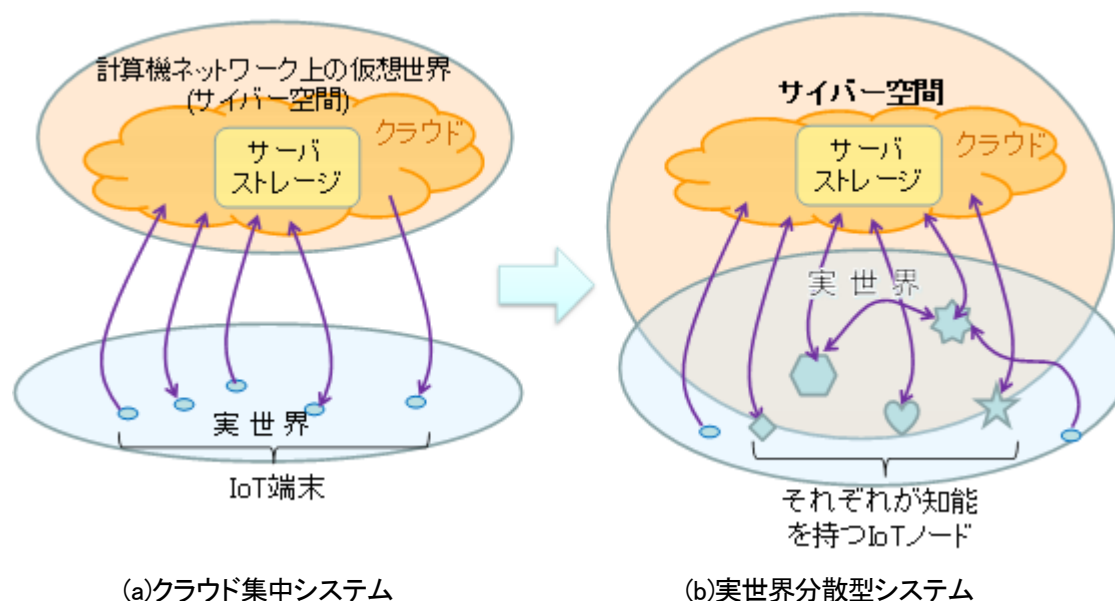 計算機ネットワーク上の仮想世界
(サイバー空間)
クラウド
サーバ
ストレージ
実世界
IoT端末
(a)クラウド集中システム
サイバー空間
クラウド
サーバ
ストレージ
実世界
それぞれが知能
を持つIoTノード
(b)実世界分散型システム